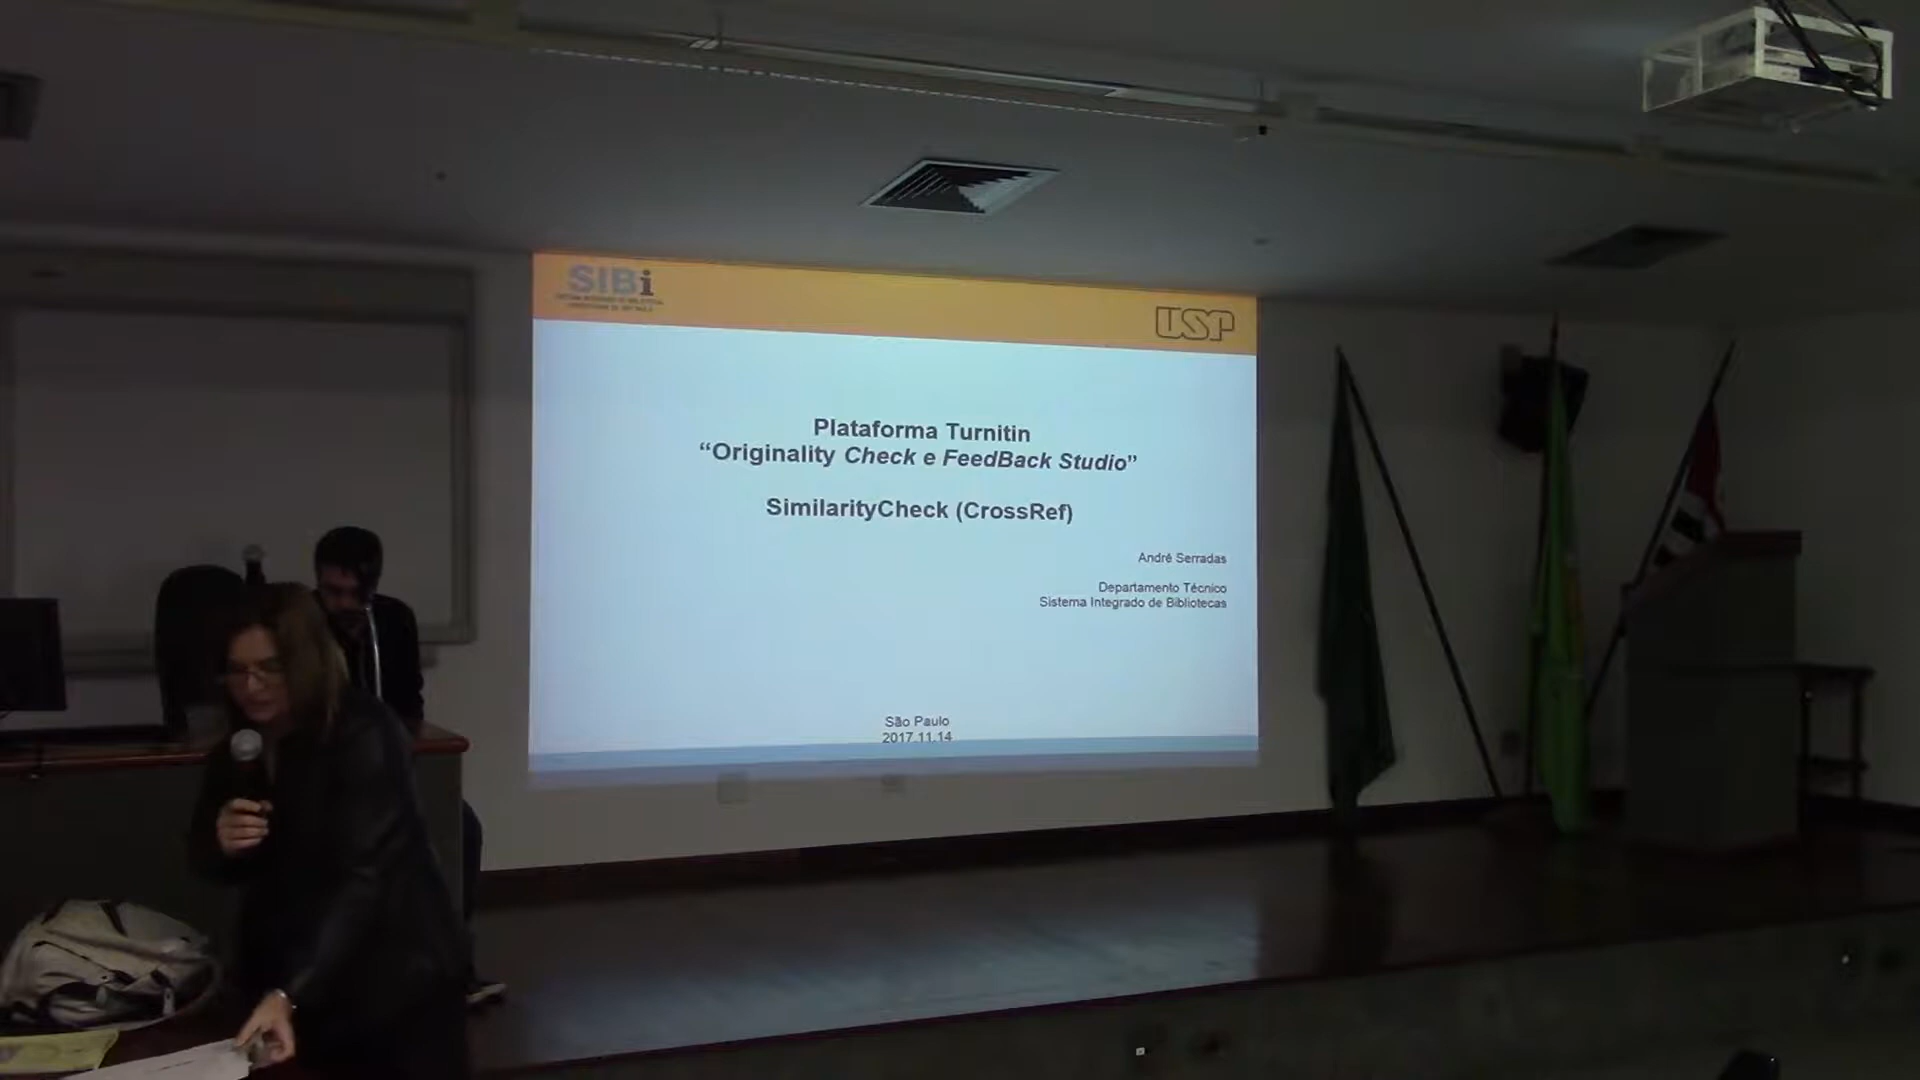 SIBi
USP
Plataforma Turnitin
“Originality Check e FeedBack Studio”
SimilarityCheck (CrossRef)
André Serradas
Departamento Técnico
Sistema Integrado de Bibliotecas
São Paulo
2017.11.14